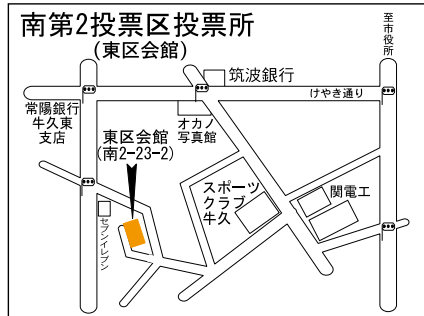 南第2投票区投票所
(東区会館)
至市役所
筑波銀行
けやき通り
常陽銀行
牛久東
支店
オカノ
写真館
東区会館
(南2-23-2)
スポーツ
クラブ
牛久
関電工
セブンイレブン